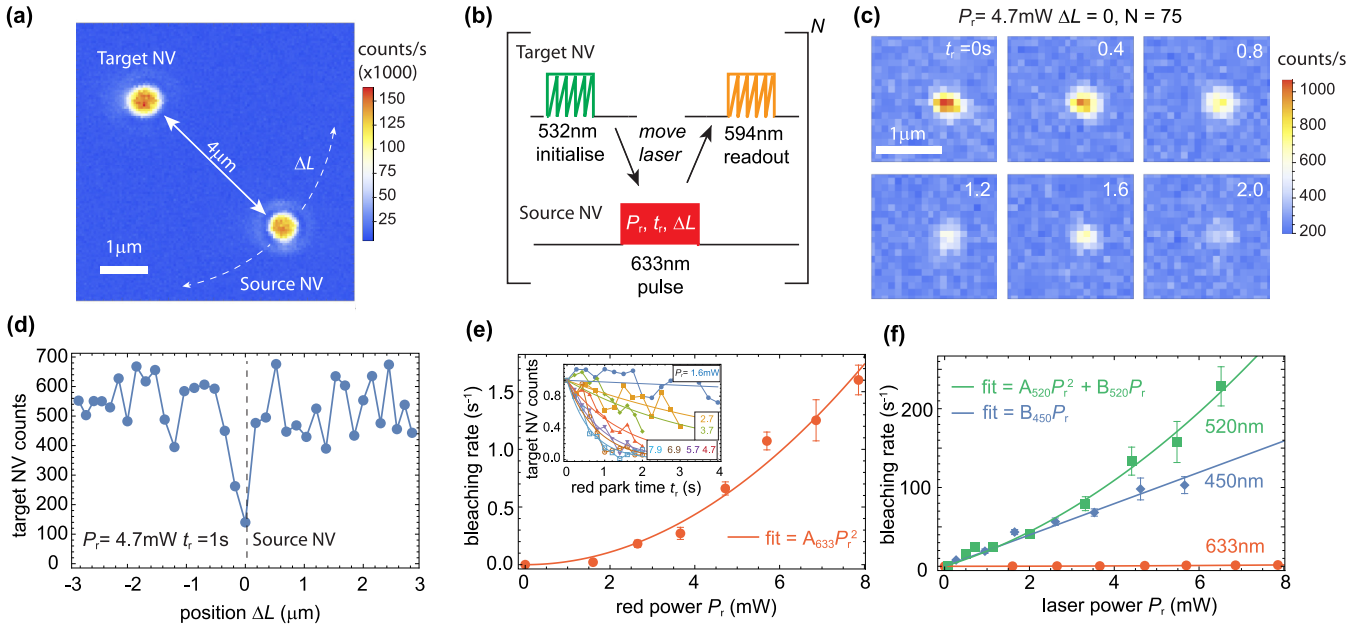 (a)
Target NV
4μm
ΔL
1μm
Source NV
counts/s
(x1000)
150
125
100
75
50
25
(b)
N
Target NV
532nm
initialise
move
laser
594nm
readout
Source NV
Pr, tr, ΔL
633nm
pulse
(c)
Pr = 4.7mW ΔL = 0, N = 75
tr =0s
0.4
0.8
1μm
1.2
1.6
2.0
counts/s
1000
800
600
400
200
(d)
target NV counts
700
600
500
400
300
200
100
0
Pr = 4.7mW tr =1s
Source NV
-3
-2
-1
0
1
2
3
position ΔL (μm)
(e)
bleaching rate (s⁻¹)
1.5
1.0
0.5
0.0
target NV counts
1.
0.8
0.4
0
Pr= 1.6mW
2.7
3.7
7.9 6.9 5.7 4.7
0 1 2 3 4
red park time tr (s)
fit = A633Pr²
0 2 4 6 8
red power Pr (mW)
(f)
bleaching rate (s⁻¹)
200
100
0
fit = A520Pr² + B520Pr
fit = B450Pr
520nm
450nm
633nm
0 2 4 6 8
laser power Pr (mW)